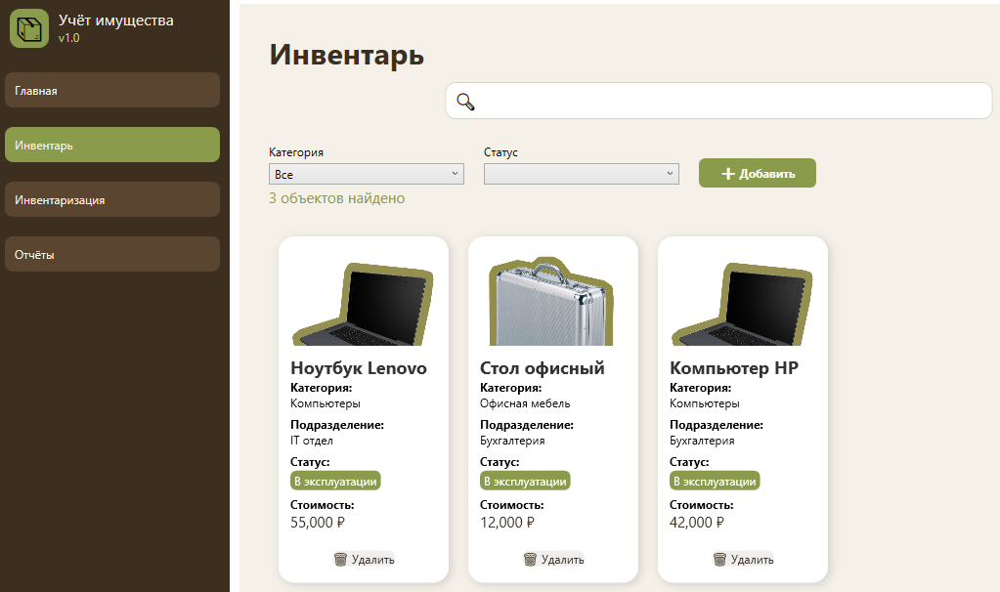 Учёт имущества
v1.0
Главная
Инвентарь
Инвентаризация
Отчёты
Инвентарь
Категория
Статус
Все
+ Добавить
3 объектов найдено
Ноутбук Lenovo
Категория:
Компьютеры
Подразделение:
IT отдел
Статус:
В эксплуатации
Стоимость:
55,000 ₽
Удалить
Стол офисный
Категория:
Офисная мебель
Подразделение:
Бухгалтерия
Статус:
В эксплуатации
Стоимость:
12,000 ₽
Удалить
Компьютер HP
Категория:
Компьютеры
Подразделение:
Бухгалтерия
Статус:
В эксплуатации
Стоимость:
42,000 ₽
Удалить